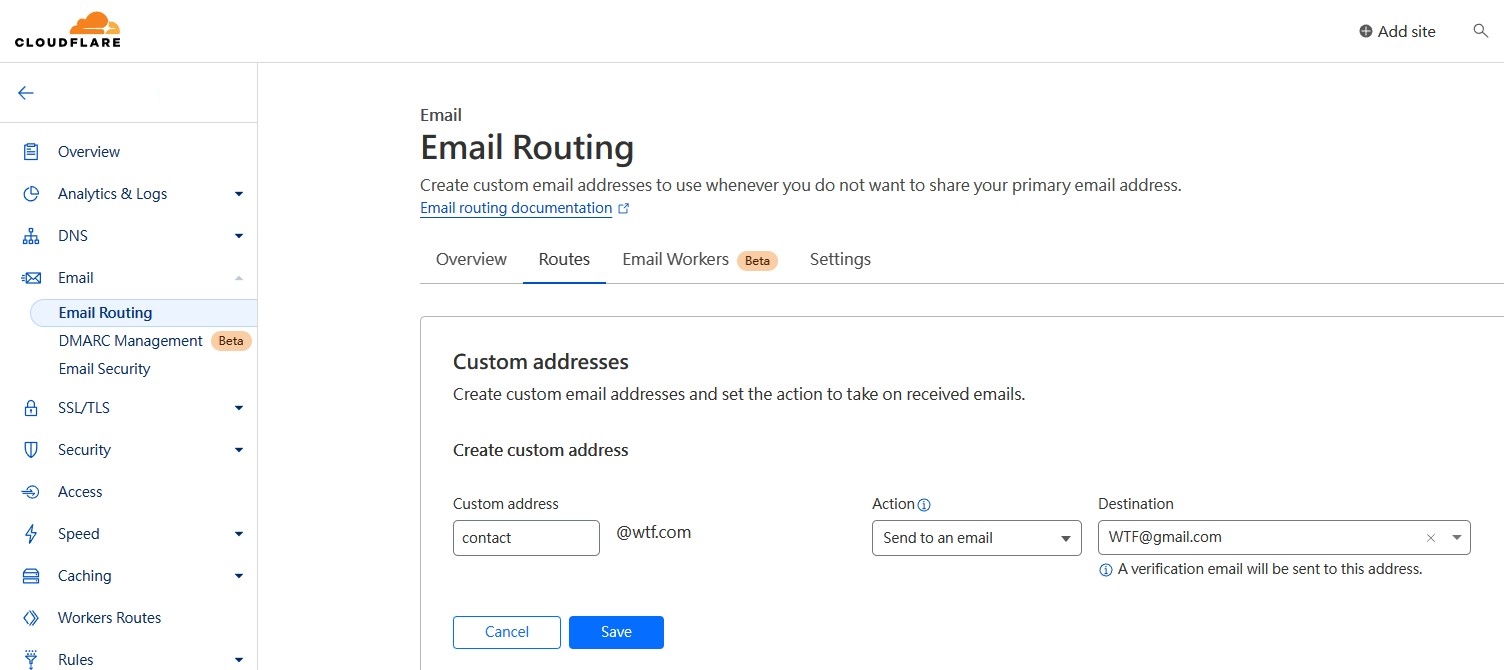 CLOUDFLARE
Add site
Overview
Analytics & Logs
DNS
Email
Email Routing
DMARC Management Beta
Email Security
SSL/TLS
Security
Access
Speed
Caching
Workers Routes
Rules
Email
Email Routing
Create custom email addresses to use whenever you do not want to share your primary email address.
Email routing documentation
Overview Routes Email Workers Beta Settings
Custom addresses
Create custom email addresses and set the action to take on received emails.
Create custom address
Custom address Action Destination
contact @wtf.com Send to an email WTF@gmail.com
A verification email will be sent to this address.
Cancel Save